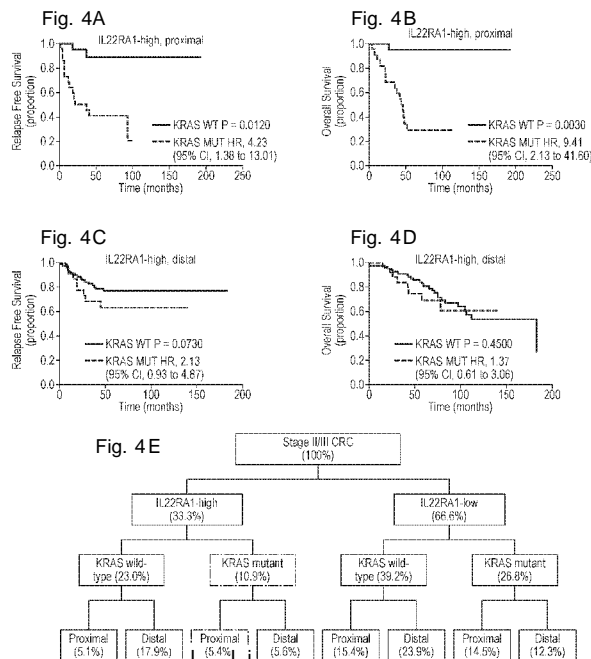 Fig. 4A
IL22RA1-high, proximal
Relapse Free Survival
(proportion)
1.0
0.8
0.6
0.4
0.2
0.0
KRAS WT P = 0.0120
KRAS MUT HR, 4.23
(95% CI, 1.38 to 13.01)
0 50 100 150 200 250
Time (months)
Fig. 4B
IL22RA1-high, proximal
Overall Survival
(proportion)
1.0
0.8
0.6
0.4
0.2
0.0
KRAS WT P = 0.0030
KRAS MUT HR, 9.41
(95% CI, 2.13 to 41.60)
0 50 100 150 200 250
Time (months)
Fig. 4C
IL22RA1-high, distal
Relapse Free Survival
(proportion)
1.0
0.8
0.6
0.4
0.2
0.0
KRAS WT P = 0.0730
KRAS MUT HR, 2.13
(95% CI, 0.93 to 4.87)
0 50 100 150 200
Time (months)
Fig. 4D
IL22RA1-high, distal
Overall Survival
(proportion)
1.0
0.8
0.6
0.4
0.2
0.0
KRAS WT P = 0.4500
KRAS MUT HR, 1.37
(95% CI, 0.61 to 3.06)
0 50 100 150 200
Time (months)
Fig. 4E
Stage II/III CRC
(100%)
IL22RA1-high
(33.3%)
IL22RA1-low
(66.6%)
KRAS wild-
type (23.0%)
KRAS mutant
(10.9%)
KRAS wild-
type (39.2%)
KRAS mutant
(26.8%)
Proximal
(5.1%)
Distal
(17.9%)
Proximal
(5.4%
Distal
(5.6%)
Proximal
(15.4%)
Distal
(23.9%)
Proximal
(14.5%)
Distal
(12.3%)